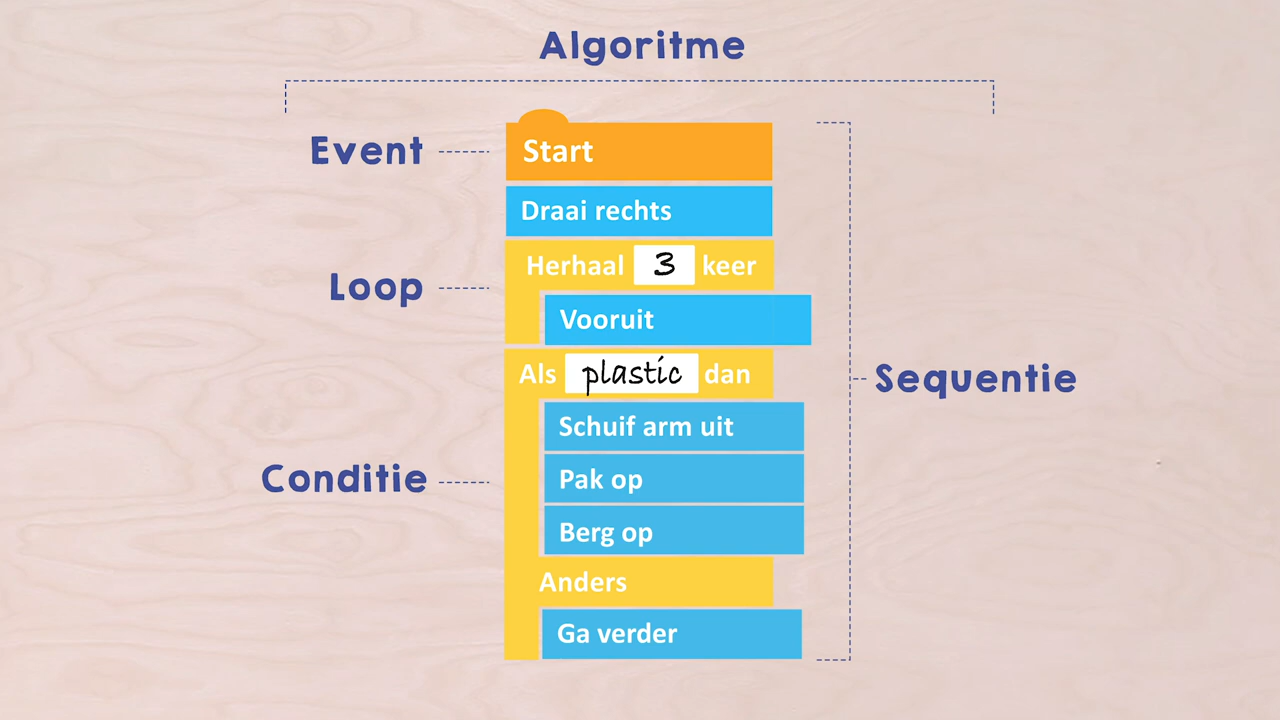 Algoritme
Event
Start
Draai rechts
Herhaal 3 keer
Loop
Vooruit
Als plastic dan
Sequentie
Schuif arm uit
Conditie
Pak op
Berg op
Anders
Ga verder